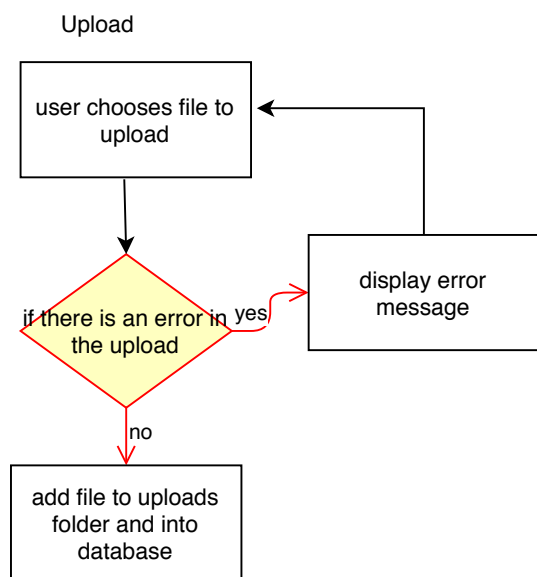 Upload
user chooses file to
upload
if there is an error in
the upload
yes
display error
message
no
add file to uploads
folder and into
database